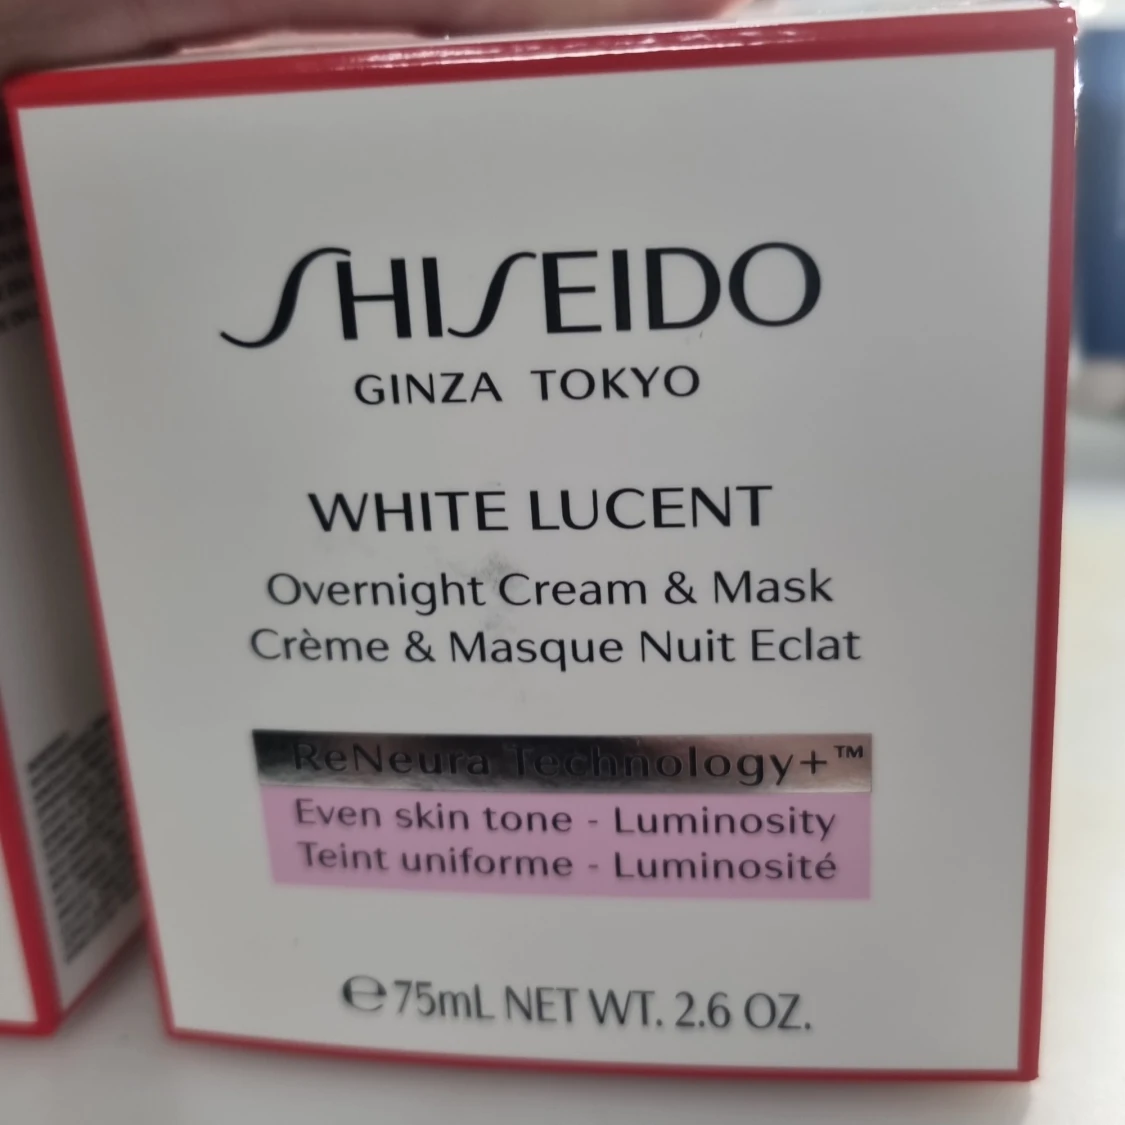 SHISEIDO
GINZA TOKYO
WHITE LUCENT
Overnight Cream & Mask
Crème & Masque Nuit Eclat
ReNeura Technology+™
Even skin tone - Luminosity
Teint uniforme - Luminosité
℮75mL NET WT. 2.6 OZ.